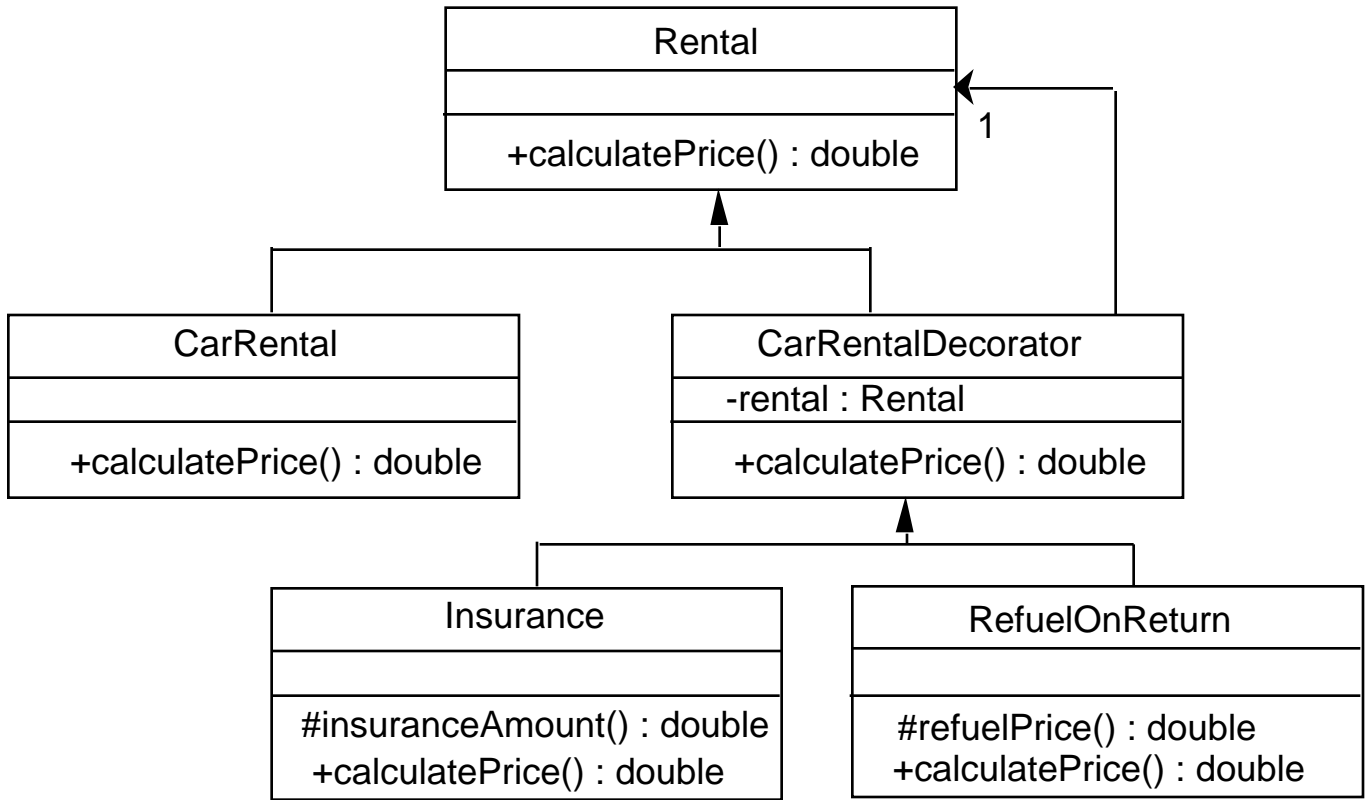 Rental
+calculatePrice() : double
1
CarRental
+calculatePrice() : double
CarRentalDecorator
-rental : Rental
+calculatePrice() : double
Insurance
#insuranceAmount() : double
+calculatePrice() : double
RefuelOnReturn
#refuelPrice() : double
+calculatePrice() : double